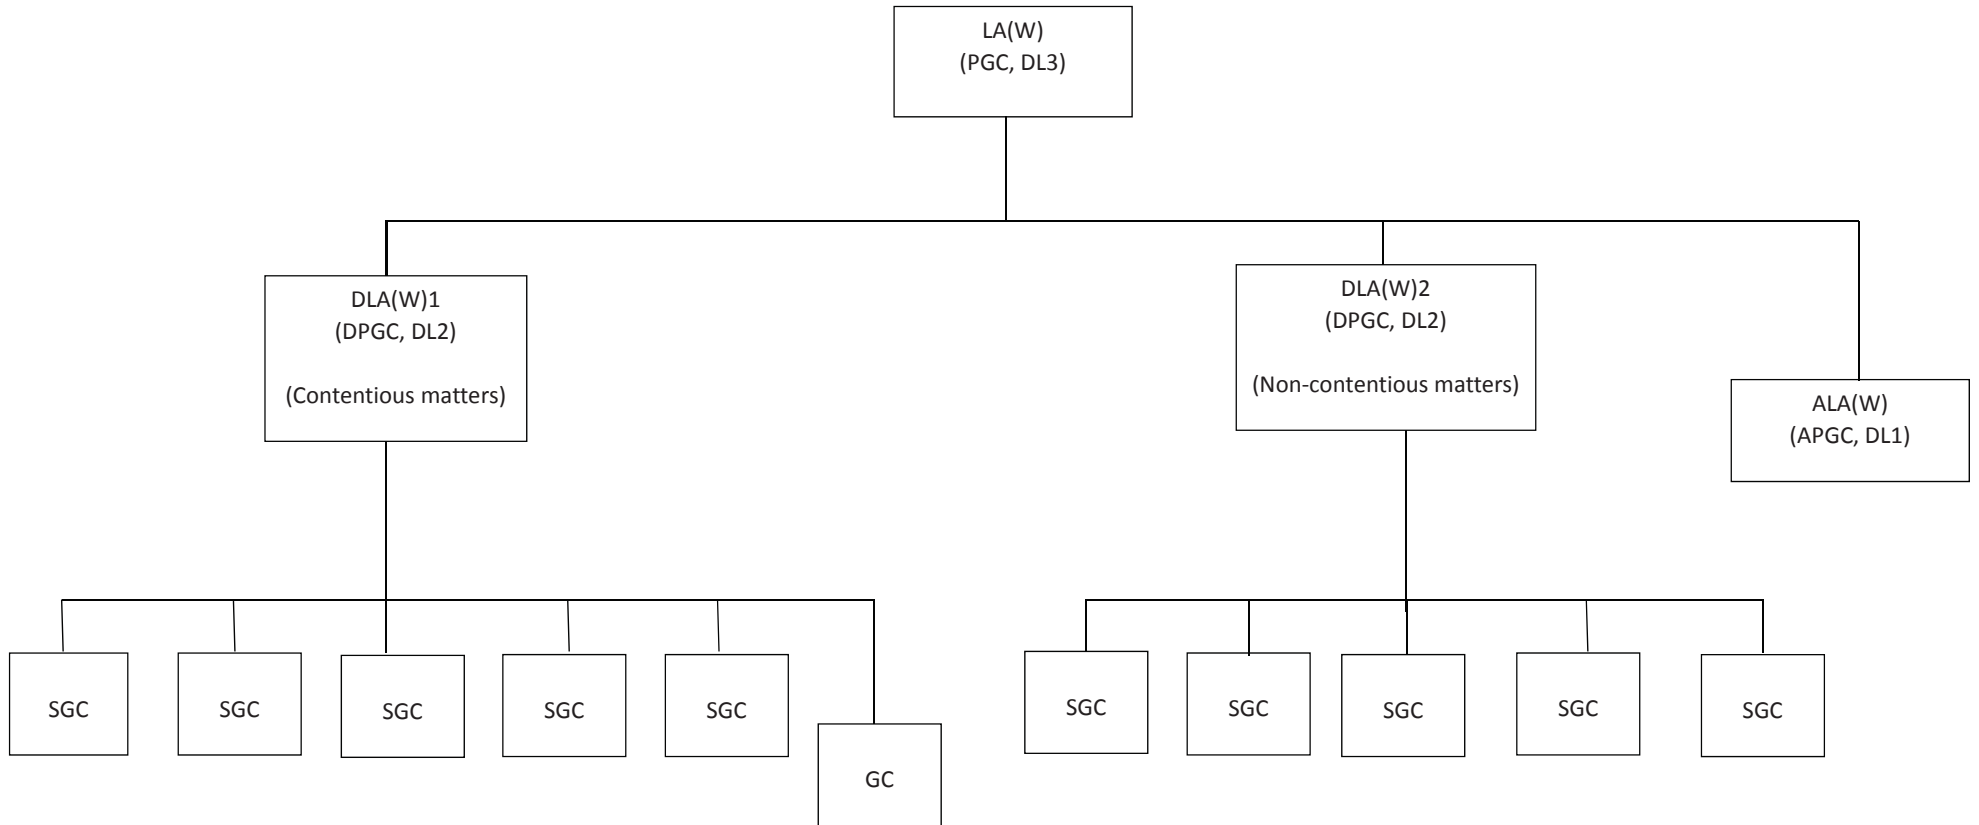 LA(W)
(PGC, DL3)
DLA(W)1
(DPGC, DL2)
(Contentious matters)
DLA(W)2
(DPGC, DL2)
(Non-contentious matters)
ALA(W)
(APGC, DL1)
SGC
SGC
SGC
SGC
SGC
GC
SGC
SGC
SGC
SGC
SGC